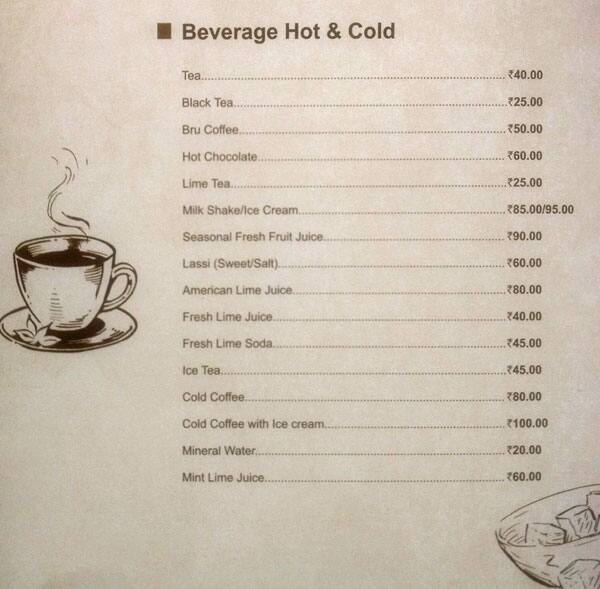 Beverage Hot & Cold
Tea ₹40.00
Black Tea ₹25.00
Bru Coffee ₹50.00
Hot Chocolate ₹60.00
Lime Tea ₹25.00
Milk Shake/Ice Cream ₹85.00/95.00
Seasonal Fresh Fruit Juice ₹90.00
Lassi (Sweet/Salt) ₹60.00
American Lime Juice ₹80.00
Fresh Lime Juice ₹40.00
Fresh Lime Soda ₹45.00
Ice Tea ₹45.00
Cold Coffee ₹80.00
Cold Coffee with Ice cream ₹100.00
Mineral Water ₹20.00
Mint Lime Juice ₹60.00